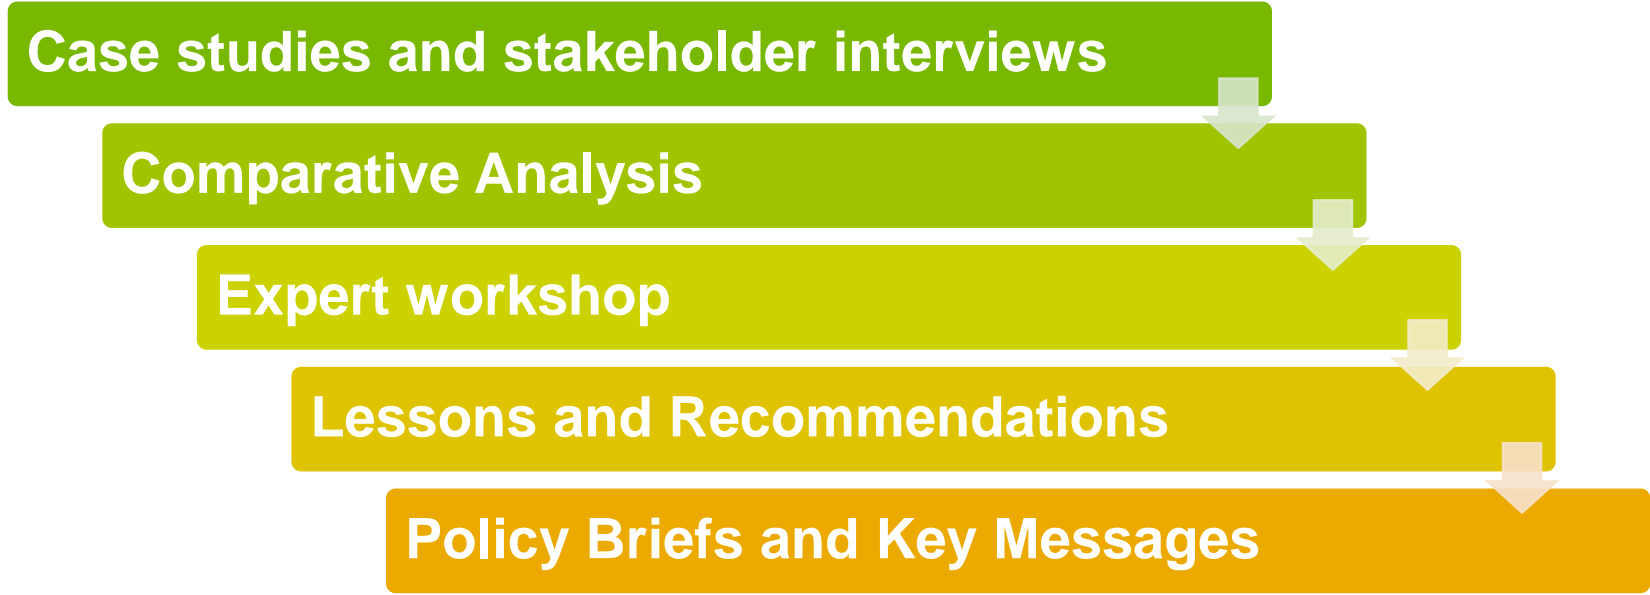 Case studies and stakeholder interviews
Comparative Analysis
Expert workshop
Lessons and Recommendations
Policy Briefs and Key Messages